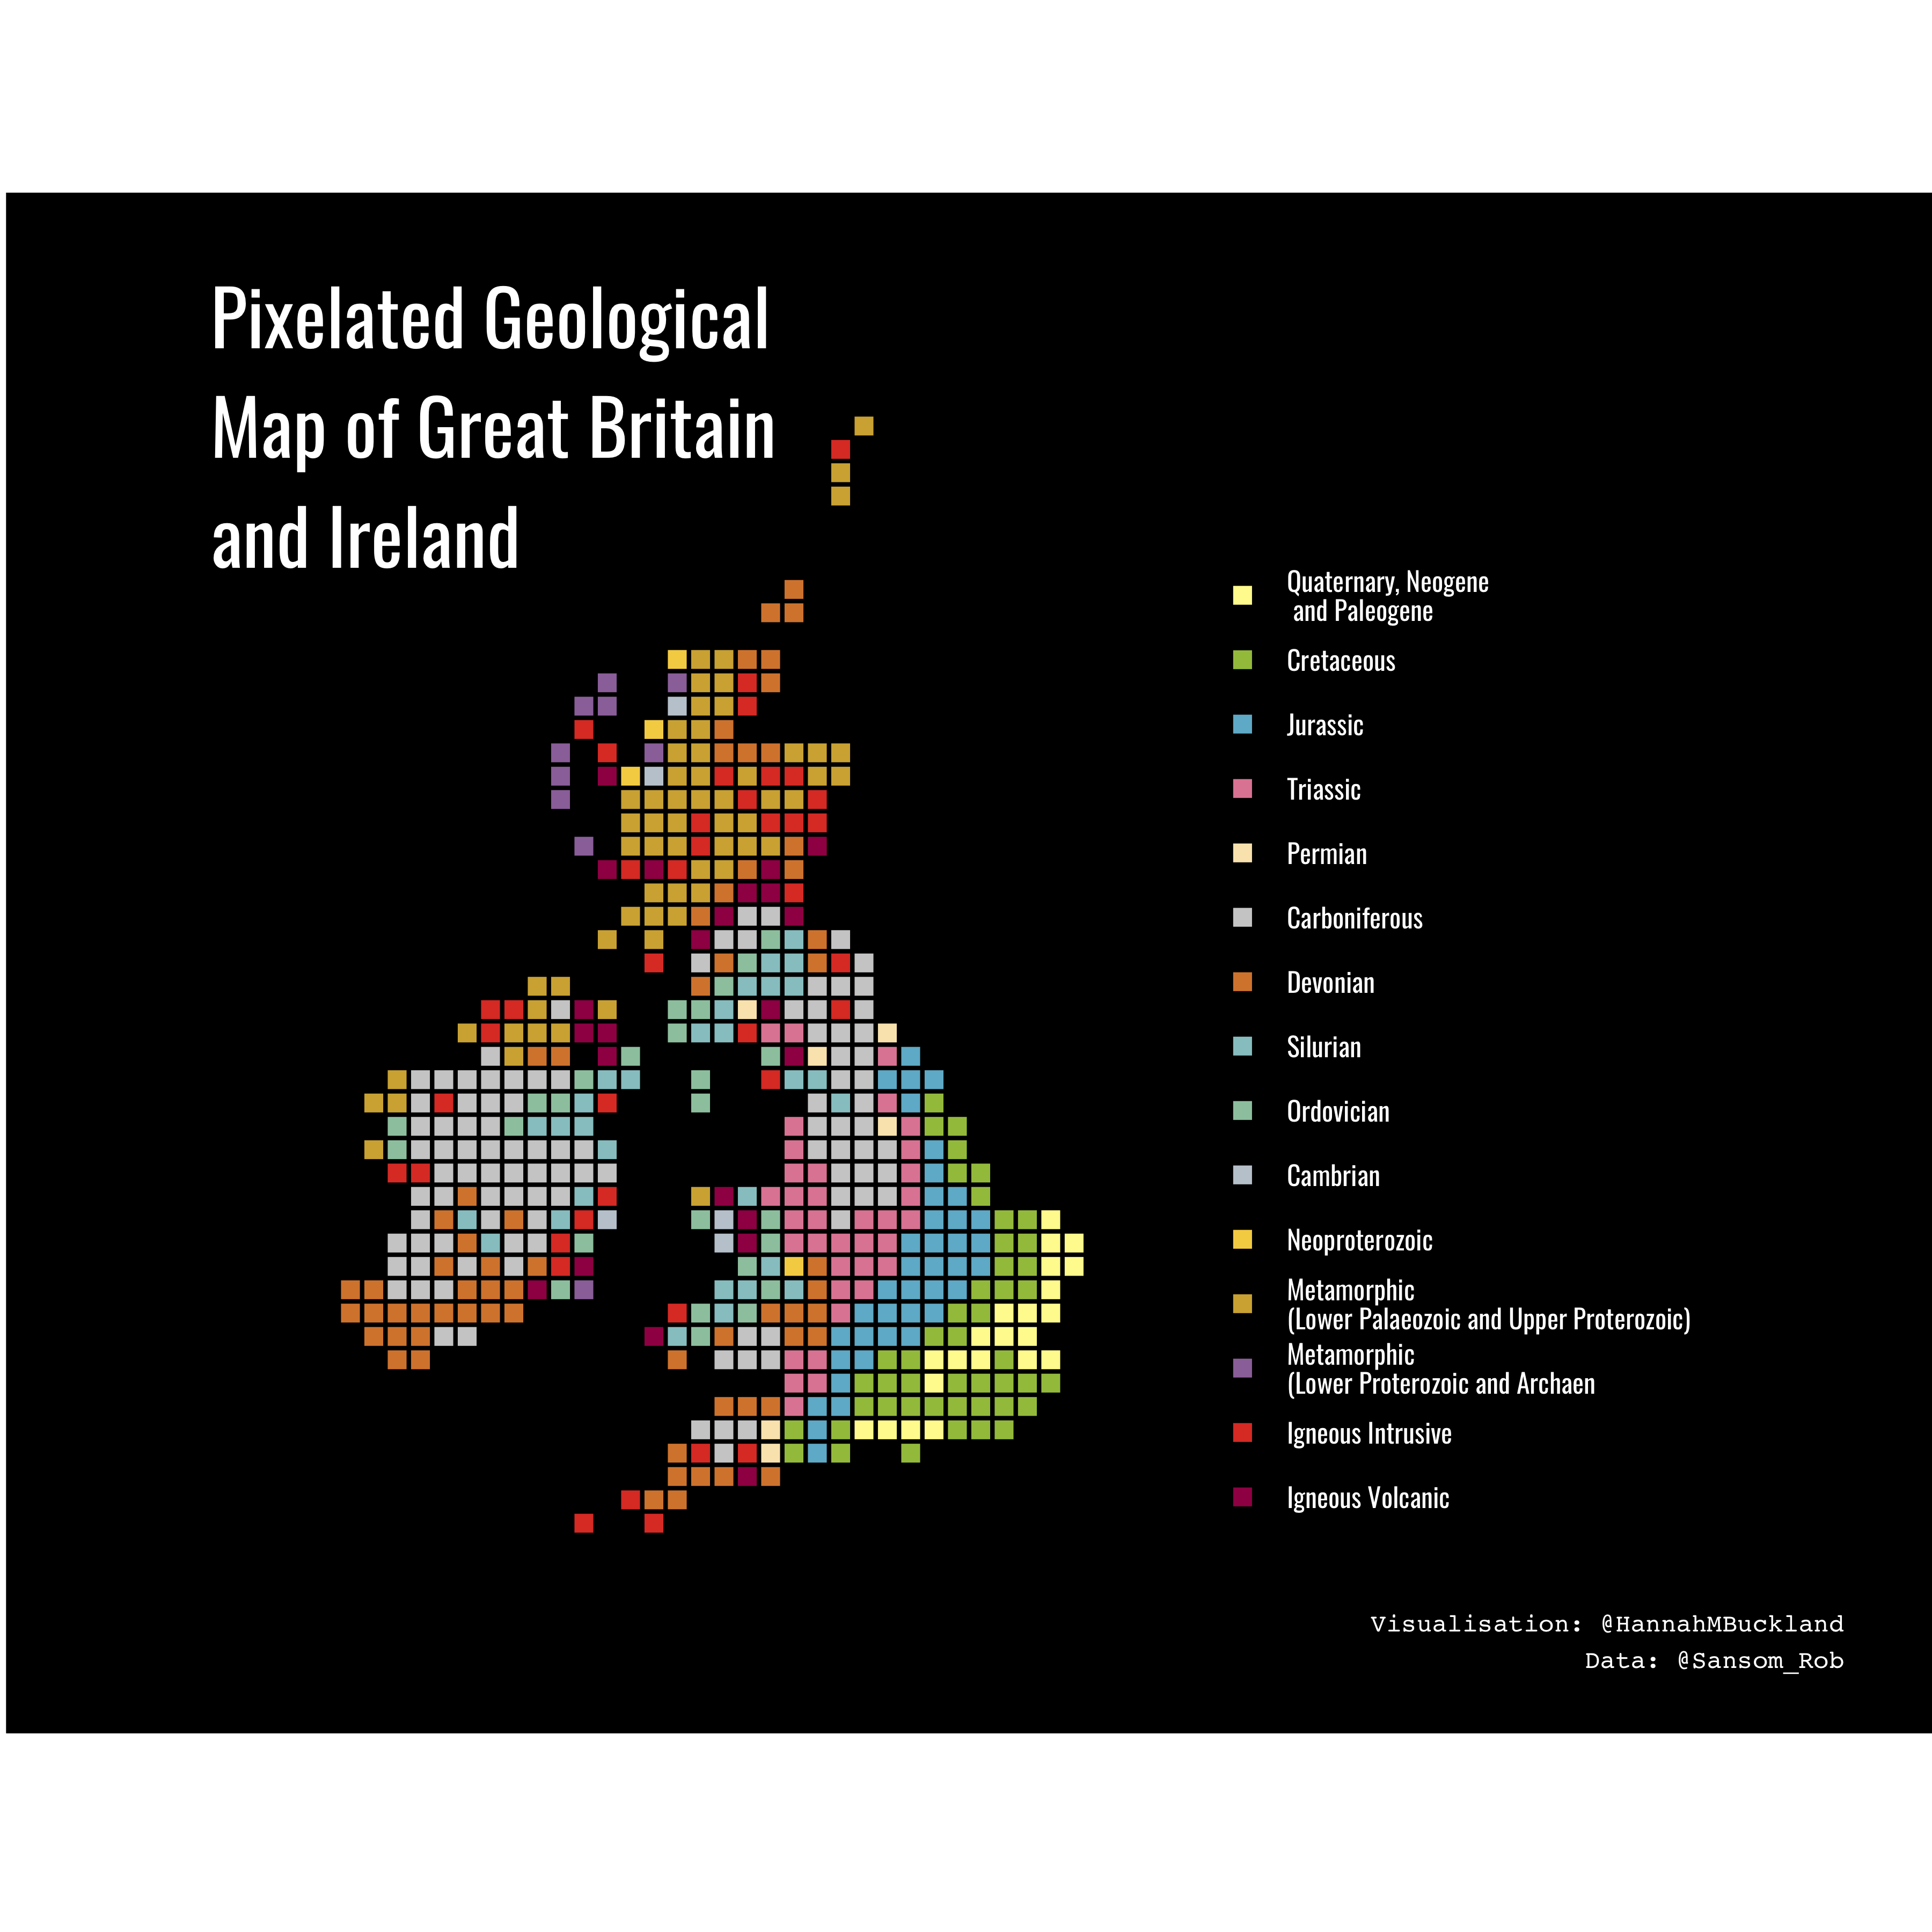 Pixelated Geological
Map of Great Britain
and Ireland
Quaternary, Neogene
and Paleogene
Cretaceous
Jurassic
Triassic
Permian
Carboniferous
Devonian
Silurian
Ordovician
Cambrian
Neoproterozoic
Metamorphic
(Lower Palaeozoic and Upper Proterozoic)
Metamorphic
(Lower Proterozoic and Archaen
Igneous Intrusive
Igneous Volcanic
Visualisation: @HannahMBuckland
Data: @Sansom_Rob